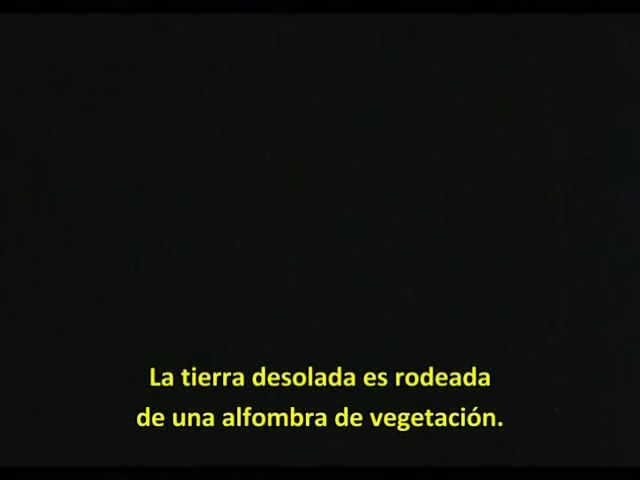 La tierra desolada es rodeada
de una alfombra de vegetación.